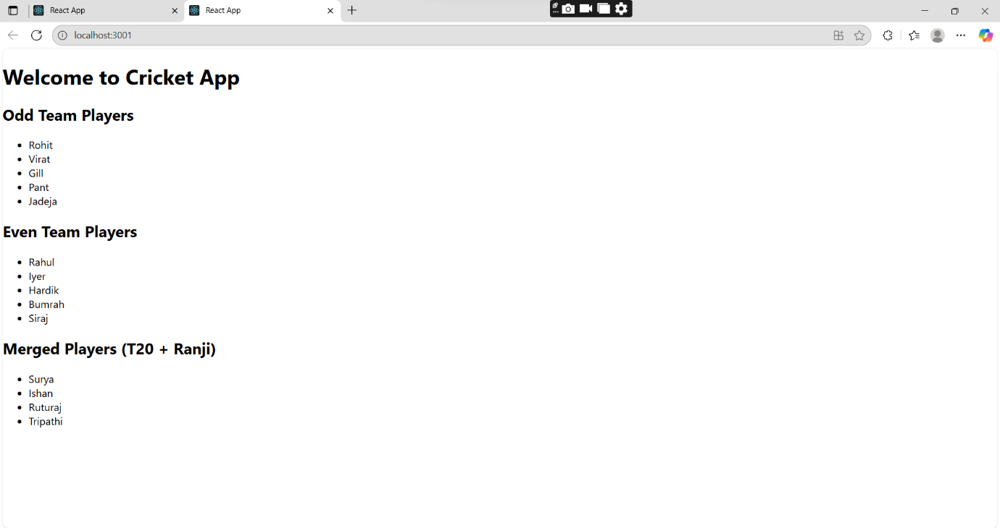 React App
React App
localhost:3001
Welcome to Cricket App
Odd Team Players
Rohit
Virat
Gill
Pant
Jadeja
Even Team Players
Rahul
Iyer
Hardik
Bumrah
Siraj
Merged Players (T20 + Ranji)
Surya
Ishan
Ruturaj
Tripathi